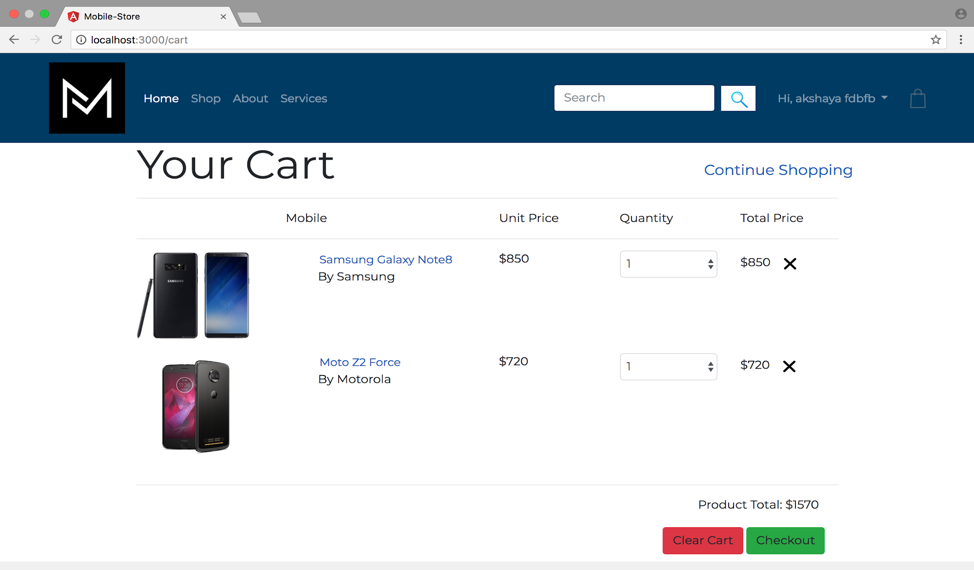 Mobile-Store
localhost:3000/cart
Home Shop About Services Search Hi, akshaya fdbfb
Your Cart
Continue Shopping
Mobile Unit Price Quantity Total Price
Samsung Galaxy Note8 $850 1 $850
By Samsung
SAMSUNG
Moto Z2 Force $720 1 $720
By Motorola
Product Total: $1570
Clear Cart Checkout